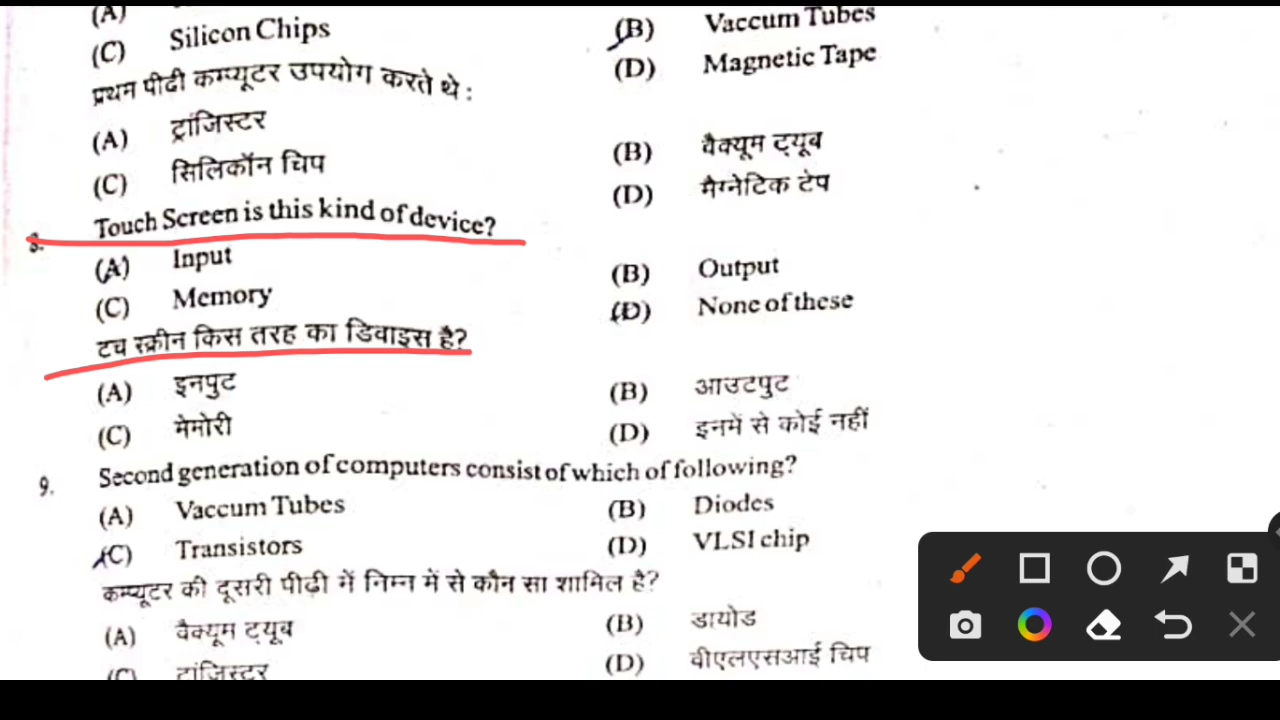 (A)
(C) Silicon Chips (B) Vaccum Tubes
(D) Magnetic Tape
प्रथम पीढी कम्प्यूटर उपयोग करते थे :
(A) ट्रांजिस्टर (B) वैक्यूम ट्यूब
(C) सिलिकॉन चिप (D) मैग्नेटिक टेप
8. Touch Screen is this kind of device?
(A) Input (B) Output
(C) Memory (D) None of these
टच स्क्रीन किस तरह का डिवाइस है?
(A) इनपुट (B) आउटपुट
(C) मेमोरी (D) इनमें से कोई नहीं
9. Second generation of computers consist of which of following?
(A) Vaccum Tubes (B) Diodes
(C) Transistors (D) VLSI chip
कम्प्यूटर की दूसरी पीढ़ी में निम्न में से कौन सा शामिल है?
(A) वैक्यूम ट्यूब (B) डायोड
(C) ट्रांजिस्टर (D) वीएलएसआई चिप